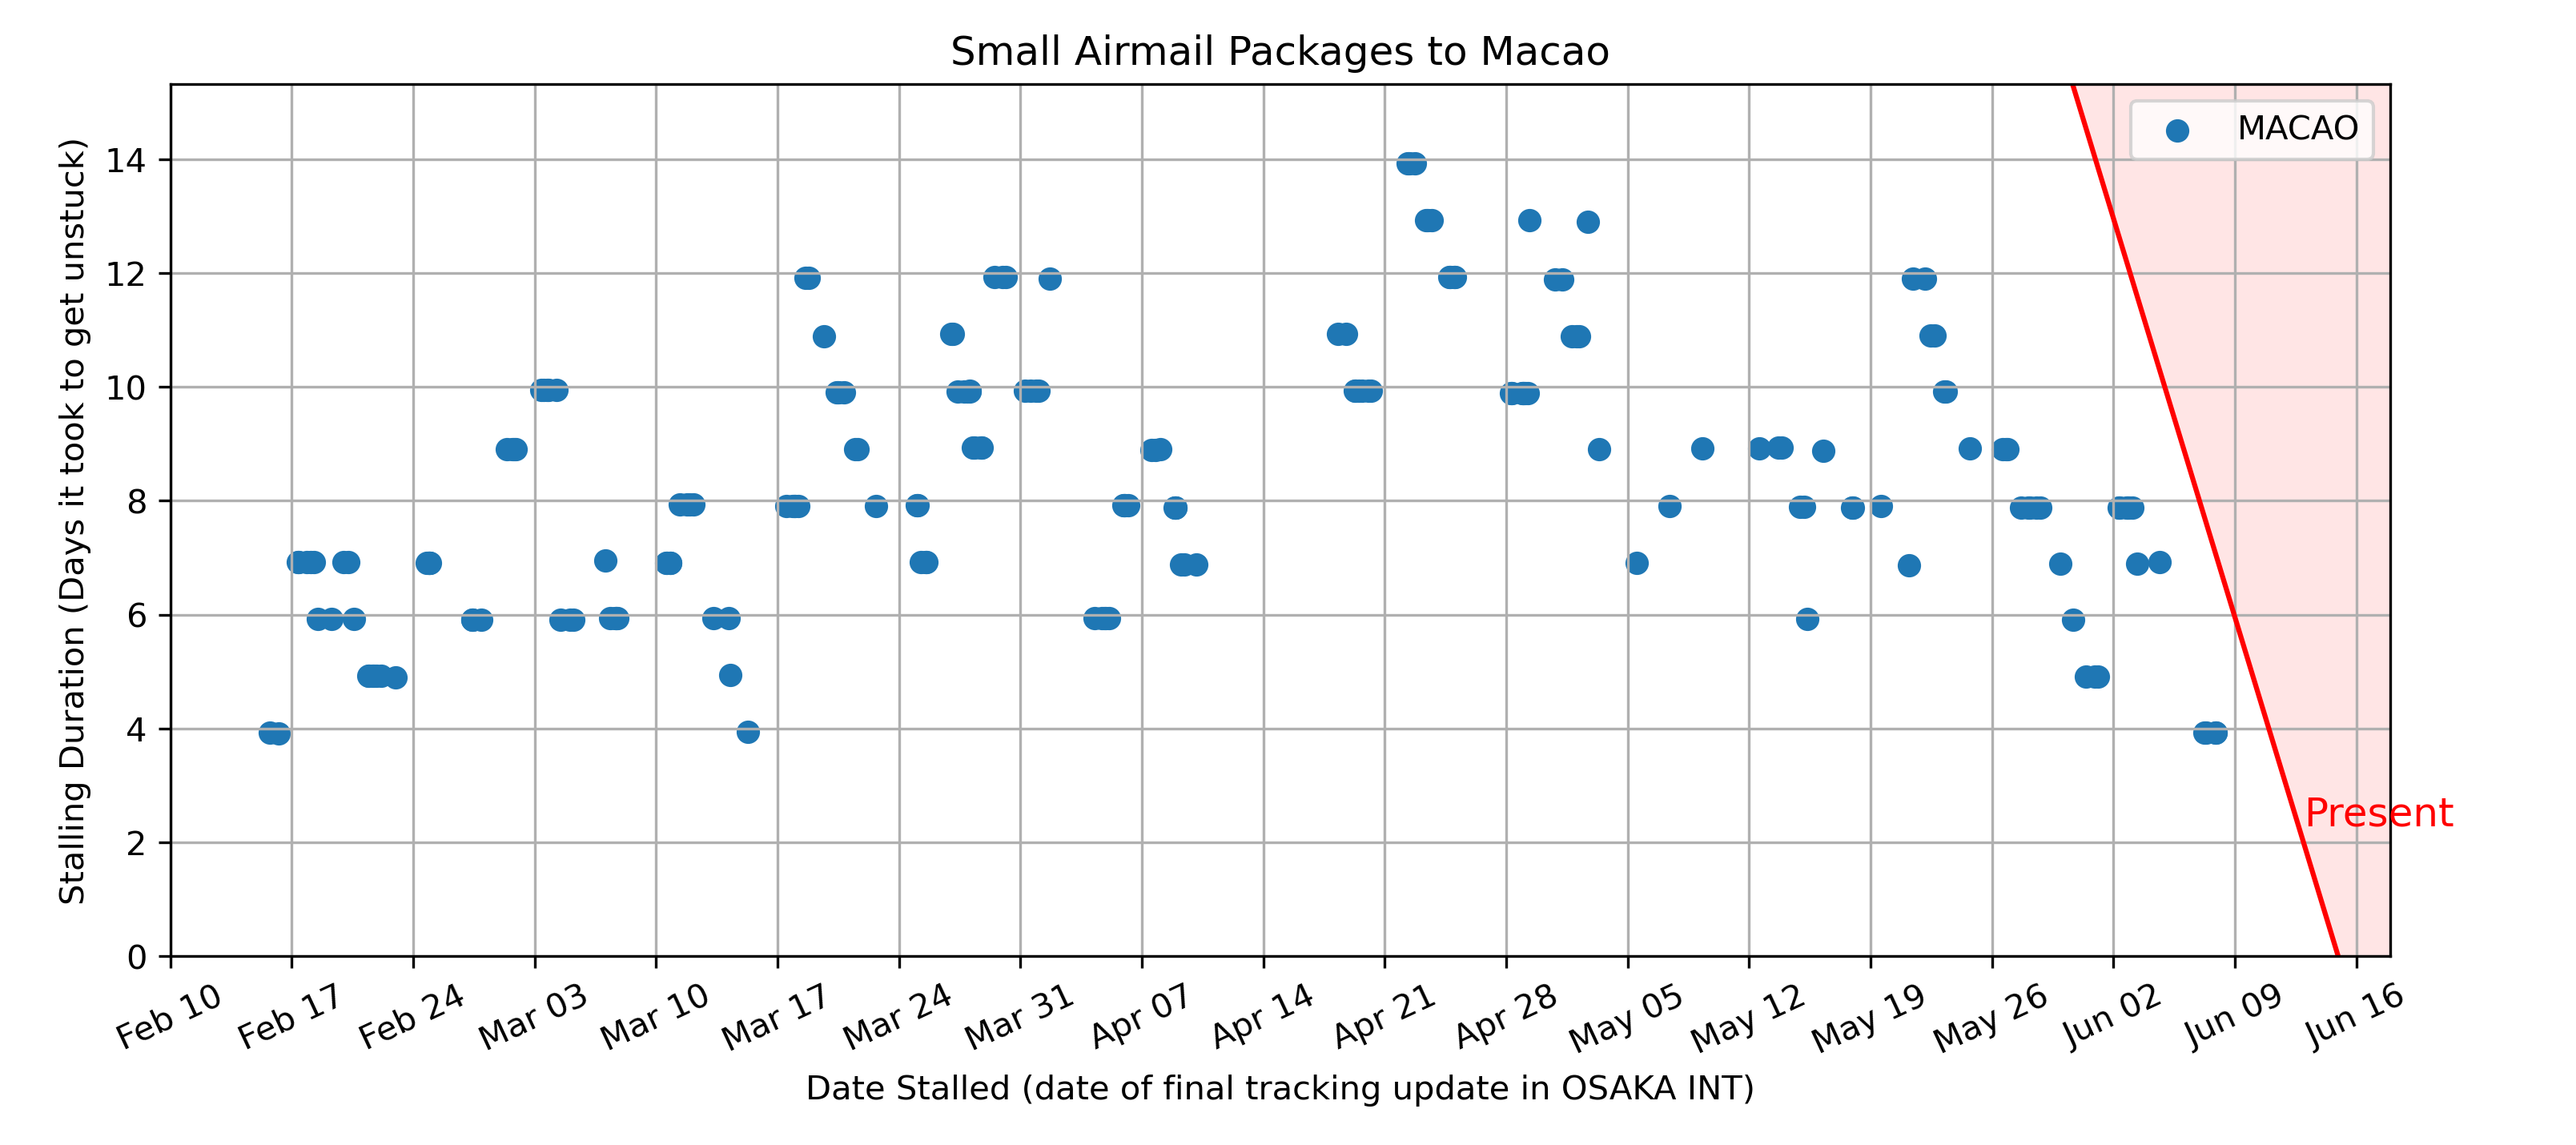 Small Airmail Packages to Macao
Stalling Duration (Days it took to get unstuck)
14
12
10
8
6
4
2
0
MACAO
Present
Feb 10
Feb 17
Feb 24
Mar 03
Mar 10
Mar 17
Mar 24
Mar 31
Apr 07
Apr 14
Apr 21
Apr 28
May 05
May 12
May 19
May 26
Jun 02
Jun 09
Jun 16
Date Stalled (date of final tracking update in OSAKA INT)